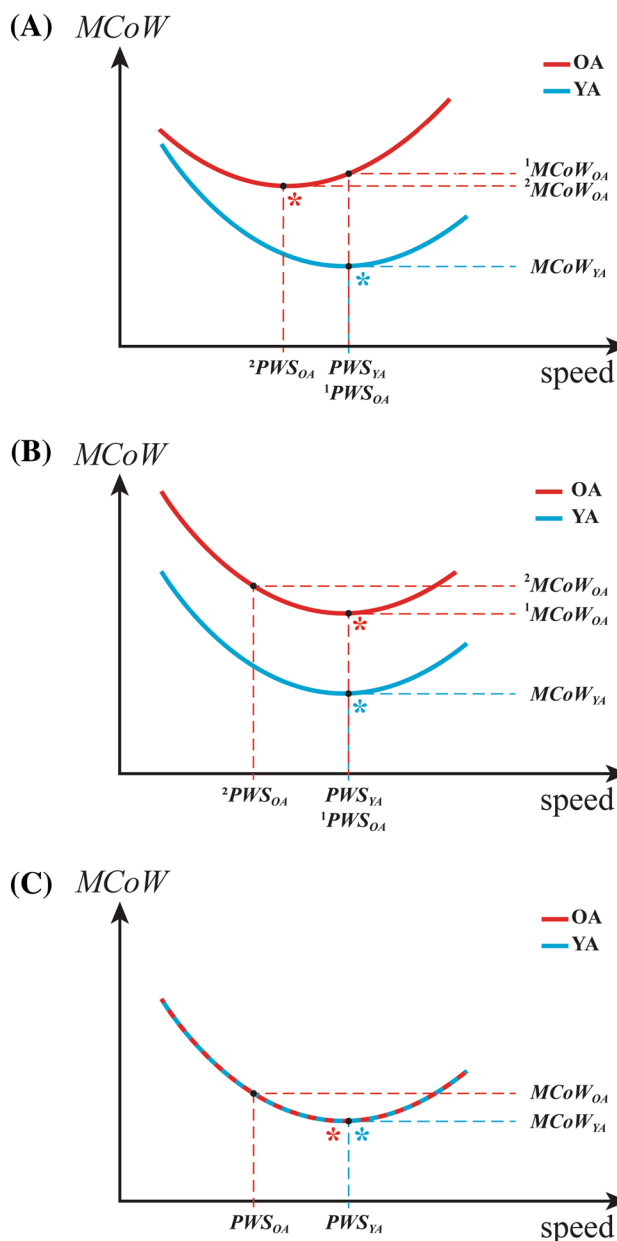 (A) MCoW
OA
YA
¹MCoW_OA
²MCoW_OA
*
MCoW_YA
*
²PWS_OA PWS_YA speed
¹PWS_OA
(B) MCoW
OA
YA
²MCoW_OA
¹MCoW_OA
*
MCoW_YA
*
²PWS_OA PWS_YA speed
¹PWS_OA
(C) MCoW
OA
YA
MCoW_OA
MCoW_YA
* *
PWS_OA PWS_YA speed